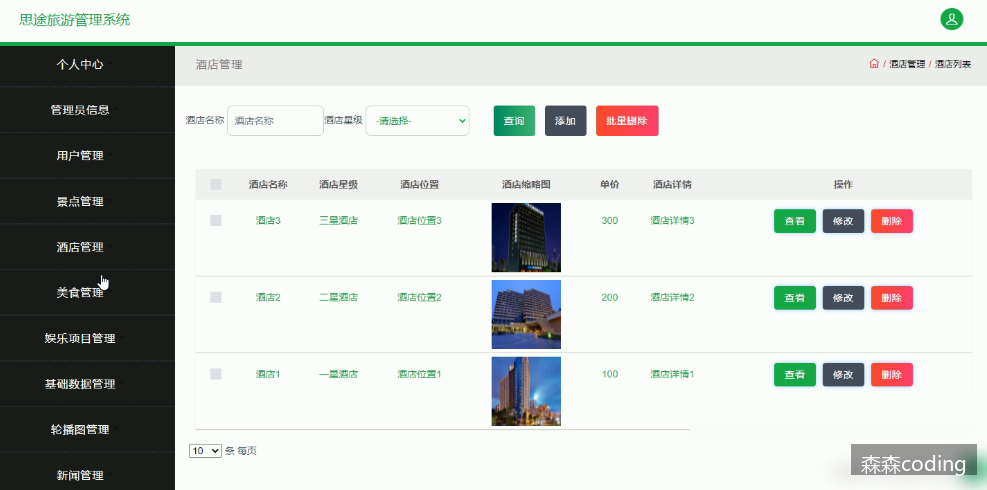 思途旅游管理系统
个人中心
管理员信息
用户管理
景点管理
酒店管理
美食管理
娱乐项目管理
基础数据管理
轮播图管理
新闻管理
酒店管理
/ 酒店管理 / 酒店列表
酒店名称 酒店名称 酒店星级 -请选择- 查询 添加 批量删除
酒店名称 酒店星级 酒店位置 酒店缩略图 单价 酒店详情 操作
酒店3 三星酒店 酒店位置3 300 酒店详情3 查看 修改 删除
酒店2 二星酒店 酒店位置2 200 酒店详情2 查看 修改 删除
酒店1 一星酒店 酒店位置1 100 酒店详情1 查看 修改 删除
10 条 每页
森森coding